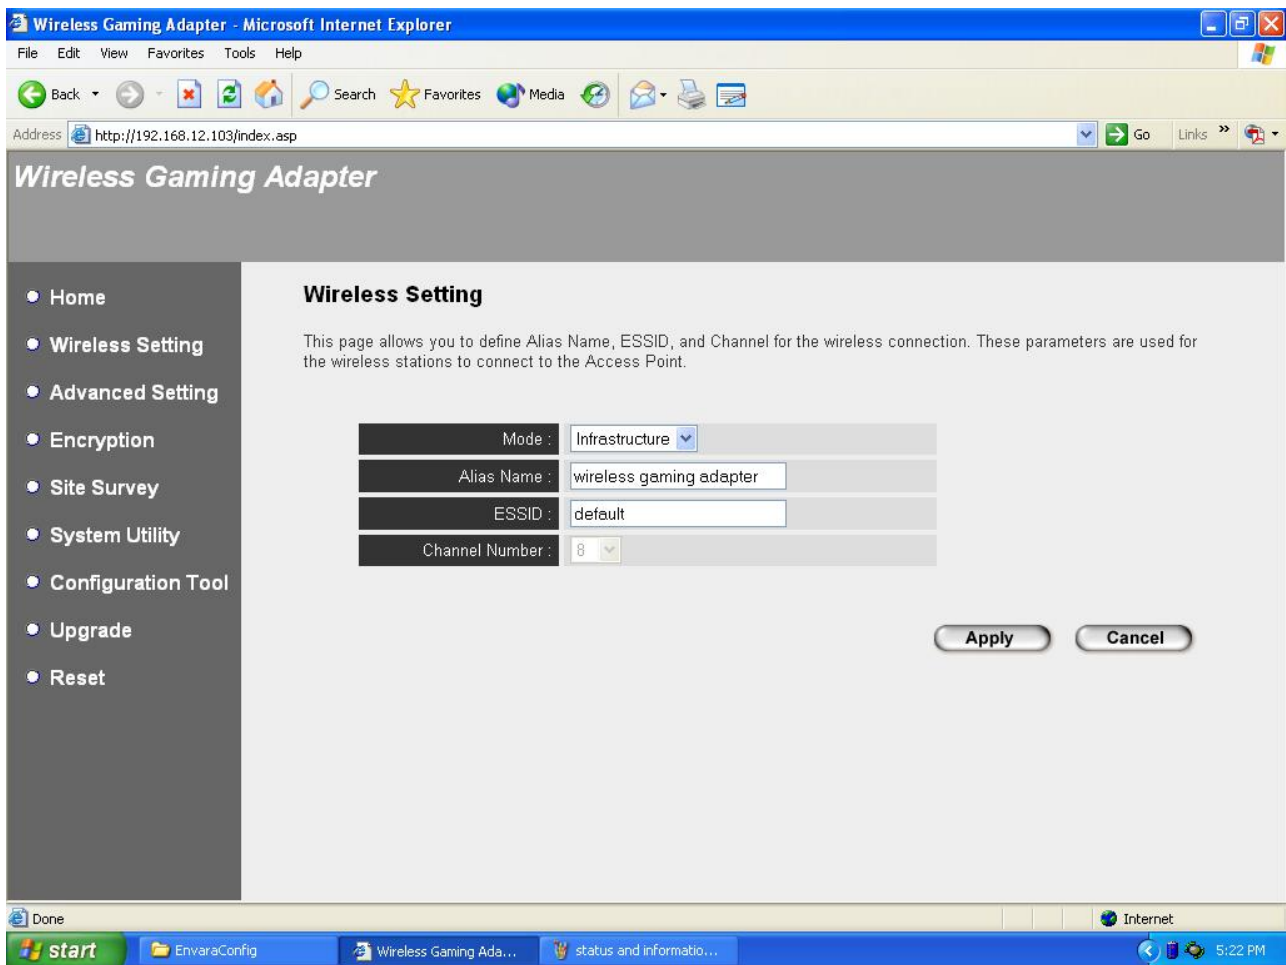 Wireless Gaming Adapter - Microsoft Internet Explorer
File Edit View Favorites Tools Help
Back Search Favorites Media
Address http://192.168.12.103/index.asp Go Links »
Wireless Gaming Adapter
Home
Wireless Setting
Advanced Setting
Encryption
Site Survey
System Utility
Configuration Tool
Upgrade
Reset
Wireless Setting
This page allows you to define Alias Name, ESSID, and Channel for the wireless connection. These parameters are used for
the wireless stations to connect to the Access Point.
Mode : Infrastructure
Alias Name : wireless gaming adapter
ESSID : default
Channel Number : 8
Apply Cancel
Done Internet
start EnvaraConfig Wireless Gaming Ada... status and informatio... 5:22 PM